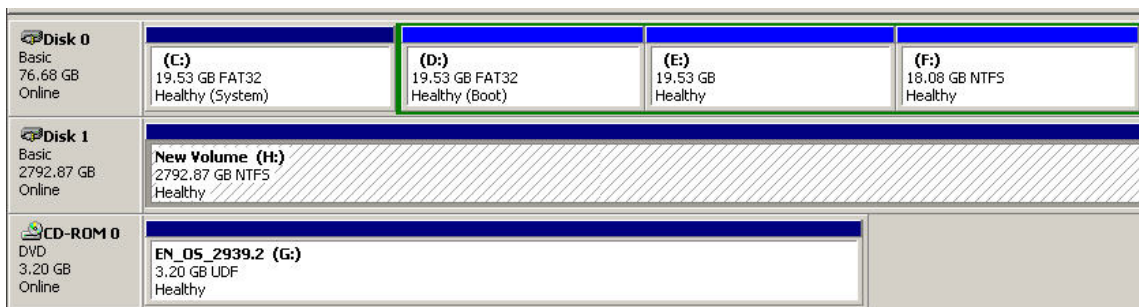 Disk 0
Basic
76.68 GB
Online
(C:)
19.53 GB FAT32
Healthy (System)
(D:)
19.53 GB FAT32
Healthy (Boot)
(E:)
19.53 GB
Healthy
(F:)
18.08 GB NTFS
Healthy
Disk 1
Basic
2792.87 GB
Online
New Volume (H:)
2792.87 GB NTFS
Healthy
CD-ROM 0
DVD
3.20 GB
Online
EN_OS_2939.2 (G:)
3.20 GB UDF
Healthy